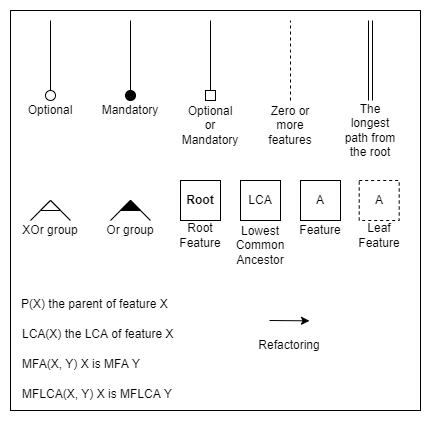 Optional
Mandatory
Optional
or
Mandatory
Zero or
more
features
The
longest
path from
the root
XOr group
Or group
Root
Root
Feature
LCA
Lowest
Common
Ancestor
A
Feature
A
Leaf
Feature
P(X) the parent of feature X
LCA(X) the LCA of feature X
MFA(X, Y) X is MFA Y
MFLCA(X, Y) X is MFLCA Y
Refactoring